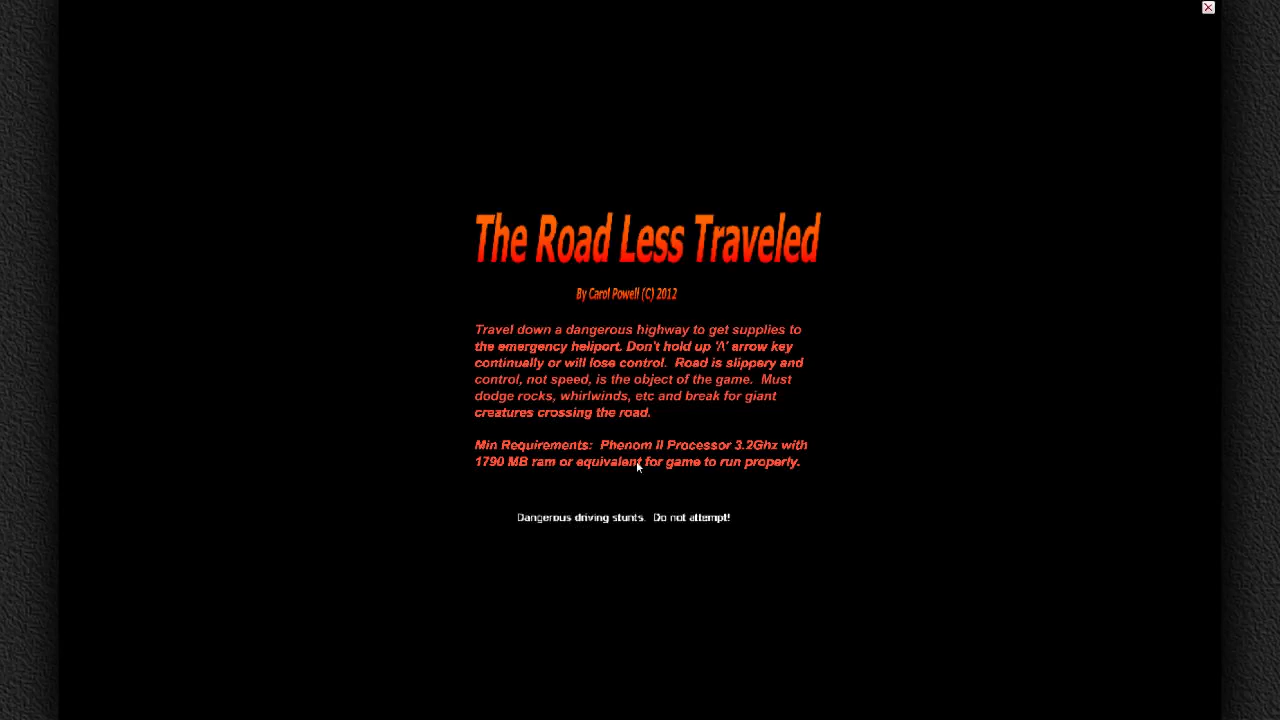 The Road Less Traveled
By Carol Powell (C) 2012
Travel down a dangerous highway to get supplies to
the emergency heliport. Don't hold up '/\' arrow key
continually or will lose control.  Road is slippery and
control, not speed, is the object of the game.  Must
dodge rocks, whirlwinds, etc and break for giant
creatures crossing the road.
Min Requirements:  Phenom II Processor 3.2Ghz with
1790 MB ram or equivalent for game to run properly.
Dangerous driving stunts.  Do not attempt!